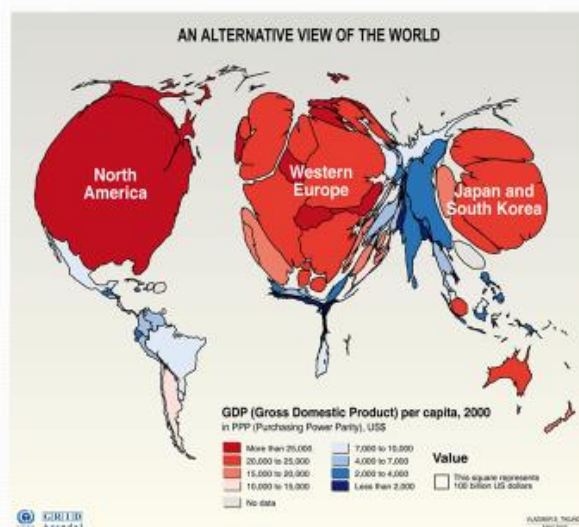 AN ALTERNATIVE VIEW OF THE WORLD
North
America
Western
Europe
Japan and
South Korea
GDP (Gross Domestic Product) per capita, 2000
in PPP (Purchasing Power Parity), US$
More than 25,000
20,000 to 25,000
15,000 to 20,000
10,000 to 15,000
No data
7,000 to 10,000
4,000 to 7,000
2,000 to 4,000
Less than 2,000
Value
This square represents
100 billion US dollars
GRID
Arendal